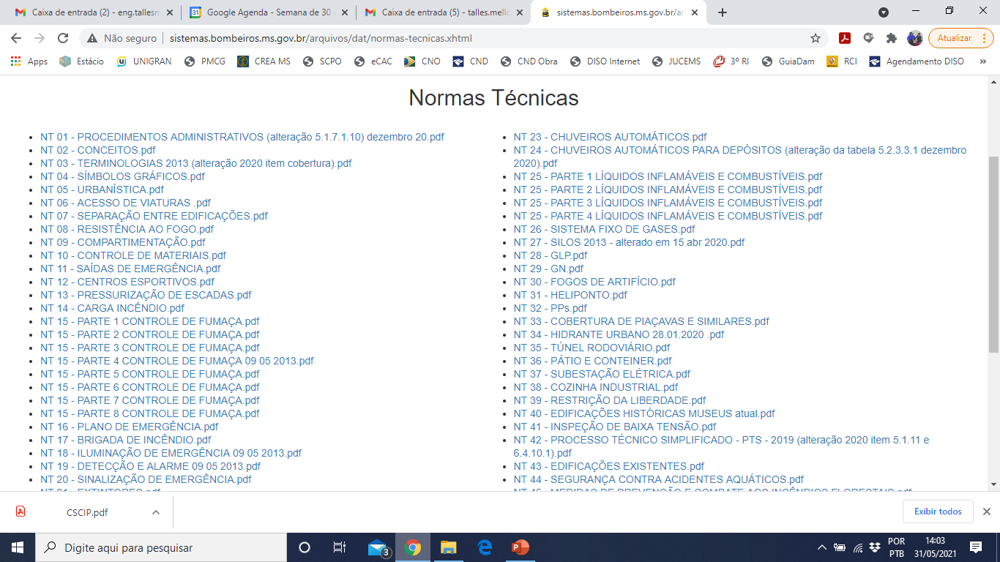 Caixa de entrada (2) - eng.tallesm
Google Agenda - Semana de 30
Caixa de entrada (5) - talles.mello
sistemas.bombeiros.ms.gov.br/ar
Não seguro | sistemas.bombeiros.ms.gov.br/arquivos/dat/normas-tecnicas.xhtml
Atualizar
Apps Estácio UNIGRAN PMCG CREA MS SCPO eCAC CNO CND CND Obra DISO Internet JUCEMS 3º RI GuiaDam RCI Agendamento DISO »
Normas Técnicas
NT 01 - PROCEDIMENTOS ADMINISTRATIVOS (alteração 5.1.7.1.10) dezembro 20.pdf
NT 02 - CONCEITOS.pdf
NT 03 - TERMINOLOGIAS 2013 (alteração 2020 item cobertura).pdf
NT 04 - SÍMBOLOS GRÁFICOS.pdf
NT 05 - URBANÍSTICA.pdf
NT 06 - ACESSO DE VIATURAS .pdf
NT 07 - SEPARAÇÃO ENTRE EDIFICAÇÕES.pdf
NT 08 - RESISTÊNCIA AO FOGO.pdf
NT 09 - COMPARTIMENTAÇÃO.pdf
NT 10 - CONTROLE DE MATERIAIS.pdf
NT 11 - SAÍDAS DE EMERGÊNCIA.pdf
NT 12 - CENTROS ESPORTIVOS.pdf
NT 13 - PRESSURIZAÇÃO DE ESCADAS.pdf
NT 14 - CARGA INCÊNDIO.pdf
NT 15 - PARTE 1 CONTROLE DE FUMAÇA.pdf
NT 15 - PARTE 2 CONTROLE DE FUMAÇA.pdf
NT 15 - PARTE 3 CONTROLE DE FUMAÇA.pdf
NT 15 - PARTE 4 CONTROLE DE FUMAÇA 09 05 2013.pdf
NT 15 - PARTE 5 CONTROLE DE FUMAÇA.pdf
NT 15 - PARTE 6 CONTROLE DE FUMAÇA.pdf
NT 15 - PARTE 7 CONTROLE DE FUMAÇA.pdf
NT 15 - PARTE 8 CONTROLE DE FUMAÇA.pdf
NT 16 - PLANO DE EMERGÊNCIA.pdf
NT 17 - BRIGADA DE INCÊNDIO.pdf
NT 18 - ILUMINAÇÃO DE EMERGÊNCIA 09 05 2013.pdf
NT 19 - DETECÇÃO E ALARME 09 05 2013.pdf
NT 20 - SINALIZAÇÃO DE EMERGÊNCIA.pdf
NT 21 - EXTINTORES.pdf
NT 23 - CHUVEIROS AUTOMÁTICOS.pdf
NT 24 - CHUVEIROS AUTOMÁTICOS PARA DEPÓSITOS (alteração da tabela 5.2.3.3.1 dezembro
2020).pdf
NT 25 - PARTE 1 LÍQUIDOS INFLAMÁVEIS E COMBUSTÍVEIS.pdf
NT 25 - PARTE 2 LÍQUIDOS INFLAMÁVEIS E COMBUSTÍVEIS.pdf
NT 25 - PARTE 3 LÍQUIDOS INFLAMÁVEIS E COMBUSTÍVEIS.pdf
NT 25 - PARTE 4 LÍQUIDOS INFLAMÁVEIS E COMBUSTÍVEIS.pdf
NT 26 - SISTEMA FIXO DE GASES.pdf
NT 27 - SILOS 2013 - alterado em 15 abr 2020.pdf
NT 28 - GLP.pdf
NT 29 - GN.pdf
NT 30 - FOGOS DE ARTIFÍCIO.pdf
NT 31 - HELIPONTO.pdf
NT 32 - PPs.pdf
NT 33 - COBERTURA DE PIAÇAVAS E SIMILARES.pdf
NT 34 - HIDRANTE URBANO 28.01.2020 .pdf
NT 35 - TÚNEL RODOVIÁRIO.pdf
NT 36 - PÁTIO E CONTEINER.pdf
NT 37 - SUBESTAÇÃO ELÉTRICA.pdf
NT 38 - COZINHA INDUSTRIAL.pdf
NT 39 - RESTRIÇÃO DA LIBERDADE.pdf
NT 40 - EDIFICAÇÕES HISTÓRICAS MUSEUS atual.pdf
NT 41 - INSPEÇÃO DE BAIXA TENSÃO.pdf
NT 42 - PROCESSO TÉCNICO SIMPLIFICADO - PTS - 2019 (alteração 2020 item 5.1.11 e
6.4.10.1).pdf
NT 43 - EDIFICAÇÕES EXISTENTES.pdf
NT 44 - SEGURANÇA CONTRA ACIDENTES AQUÁTICOS.pdf
NT 45 - MEDIDAS DE PREVENÇÃO E COMBATE AOS INCÊNDIOS FLORESTAIS.pdf
CSCIP.pdf
Exibir todos
Digite aqui para pesquisar
3
POR
PTB
14:03
31/05/2021